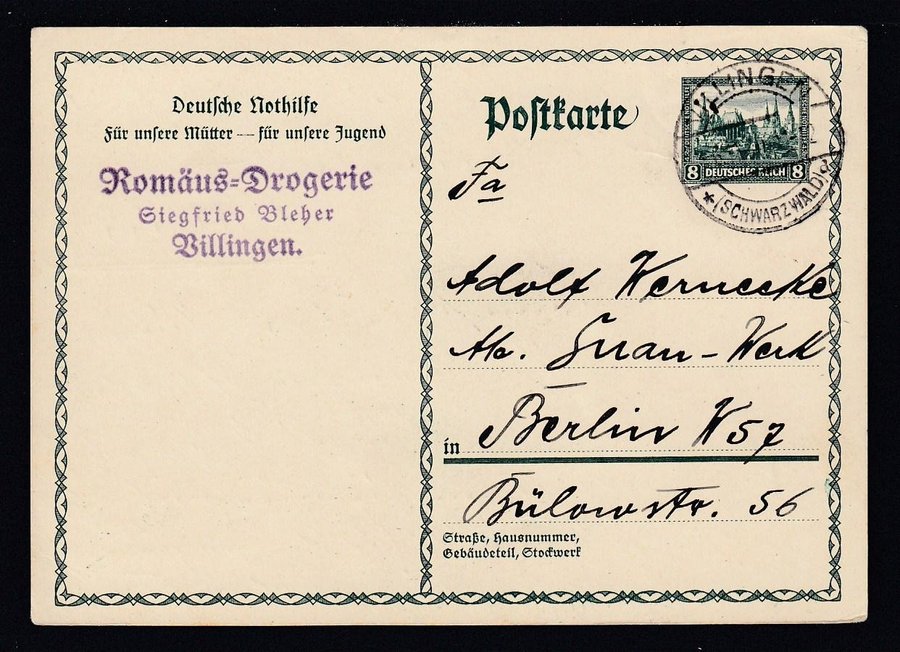 Deutsche Nothilfe
Für unsere Mütter — für unsere Jugend
Romäus-Drogerie
Siegfried Bleher
Villingen.
Postkarte
VILLINGEN
* (SCHWARZWALD)
8 DEUTSCHES REICH 8
Fa
Adolf Wernecke
Berlin W57
in
Bülowstr. 56
Straße, Hausnummer,
Gebäudeteil, Stockwerk